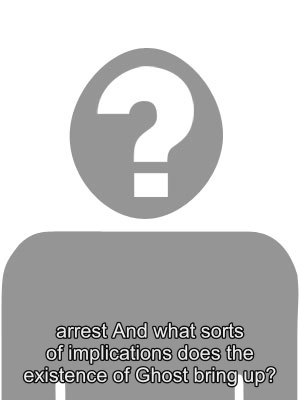 ?
arrest And what sorts
of implications does the
existence of Ghost bring up?